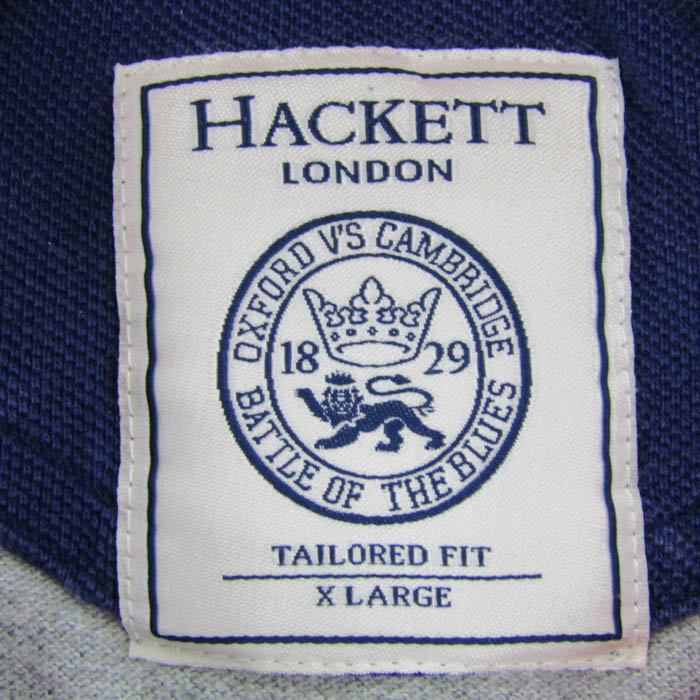 HACKETT
LONDON
OXFORD V'S CAMBRIDGE
18 29
BATTLE OF THE BLUES
TAILORED FIT
X LARGE